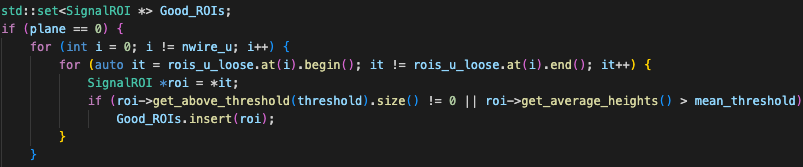 std::set<SignalROI *> Good_ROIs;
if (plane == 0) {
    for (int i = 0; i != nwire_u; i++) {
        for (auto it = rois_u_loose.at(i).begin(); it != rois_u_loose.at(i).end(); it++) {
            SignalROI *roi = *it;
            if (roi->get_above_threshold(threshold).size() != 0 || roi->get_average_heights() > mean_threshold)
                Good_ROIs.insert(roi);
        }
    }